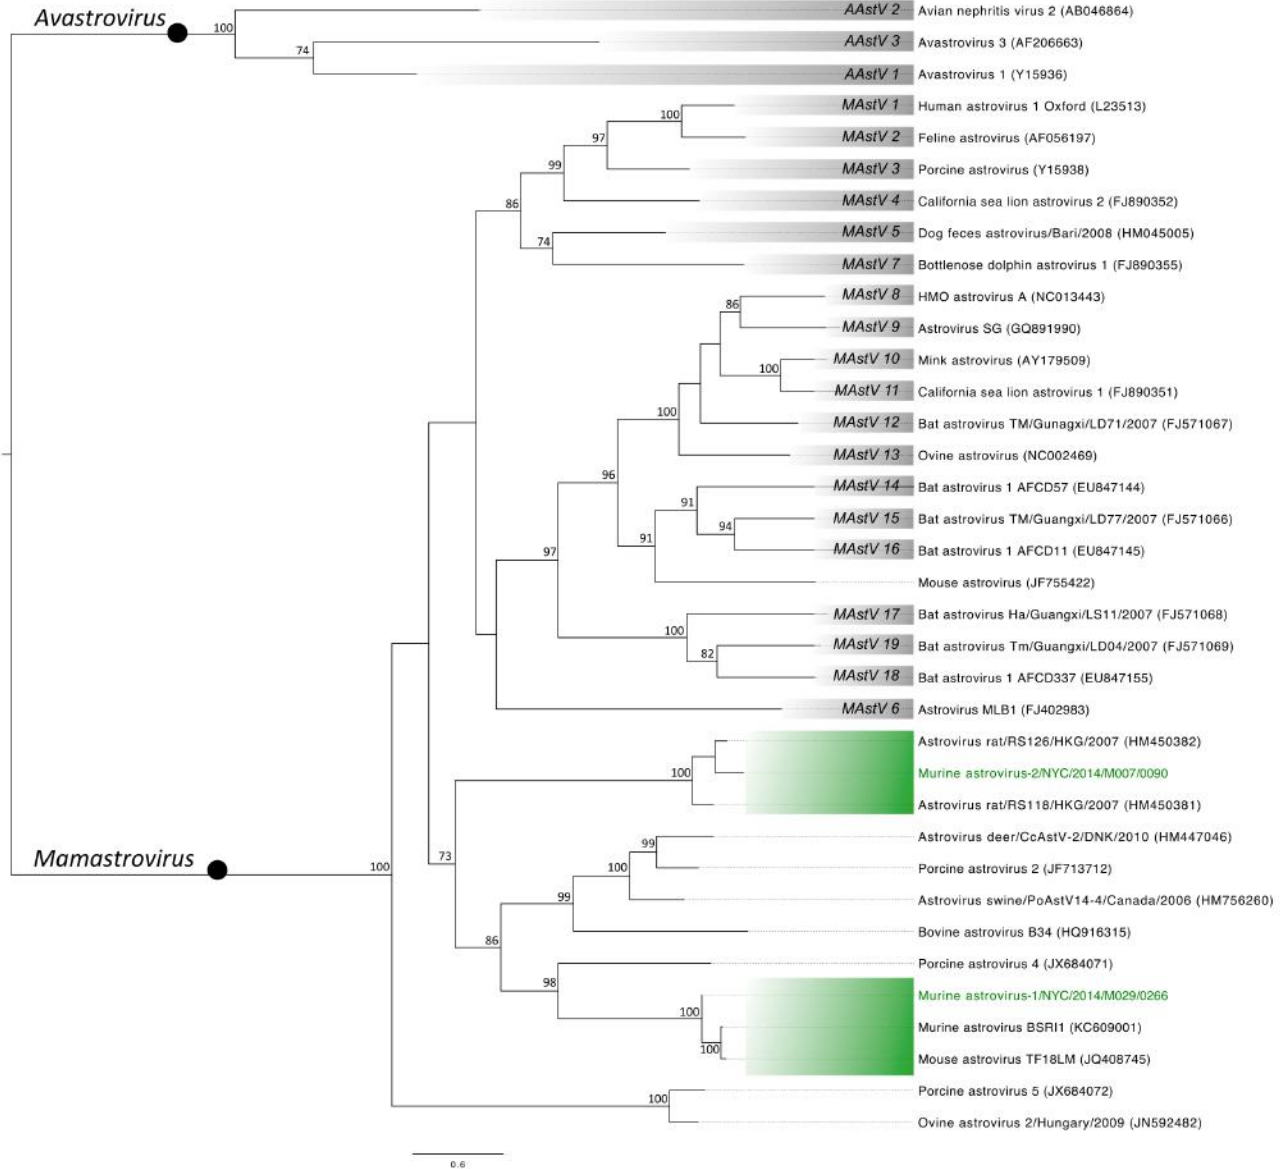 Avastrovirus
100
AAstV 2 Avian nephritis virus 2 (AB046864)
74
AAstV 3 Avastrovirus 3 (AF206663)
AAstV 1 Avastrovirus 1 (Y15936)
MAstV 1 Human astrovirus 1 Oxford (L23513)
100
MAstV 2 Feline astrovirus (AF056197)
97
MAstV 3 Porcine astrovirus (Y15938)
99
MAstV 4 California sea lion astrovirus 2 (FJ890352)
86
MAstV 5 Dog feces astrovirus/Bari/2008 (HM045005)
74
MAstV 7 Bottlenose dolphin astrovirus 1 (FJ890355)
MAstV 8 HMO astrovirus A (NC013443)
86
MAstV 9 Astrovirus SG (GQ891990)
MAstV 10 Mink astrovirus (AY179509)
100
MAstV 11 California sea lion astrovirus 1 (FJ890351)
100
MAstV 12 Bat astrovirus TM/Gunagxi/LD71/2007 (FJ571067)
MAstV 13 Ovine astrovirus (NC002469)
96
MAstV 14 Bat astrovirus 1 AFCD57 (EU847144)
91
MAstV 15 Bat astrovirus TM/Guangxi/LD77/2007 (FJ571066)
94
91
MAstV 16 Bat astrovirus 1 AFCD11 (EU847145)
97
Mouse astrovirus (JF755422)
MAstV 17 Bat astrovirus Ha/Guangxi/LS11/2007 (FJ571068)
100
MAstV 19 Bat astrovirus Tm/Guangxi/LD04/2007 (FJ571069)
82
MAstV 18 Bat astrovirus 1 AFCD337 (EU847155)
MAstV 6 Astrovirus MLB1 (FJ402983)
Astrovirus rat/RS126/HKG/2007 (HM450382)
100
Murine astrovirus-2/NYC/2014/M007/0090
Astrovirus rat/RS118/HKG/2007 (HM450381)
Astrovirus deer/CcAstV-2/DNK/2010 (HM447046)
99
Mamastrovirus
100
73
100
Porcine astrovirus 2 (JF713712)
99
Astrovirus swine/PoAstV14-4/Canada/2006 (HM756260)
Bovine astrovirus B34 (HQ916315)
86
Porcine astrovirus 4 (JX684071)
98
Murine astrovirus-1/NYC/2014/M029/0266
100
Murine astrovirus BSRI1 (KC609001)
100
Mouse astrovirus TF18LM (JQ408745)
Porcine astrovirus 5 (JX684072)
100
Ovine astrovirus 2/Hungary/2009 (JN592482)
0.6